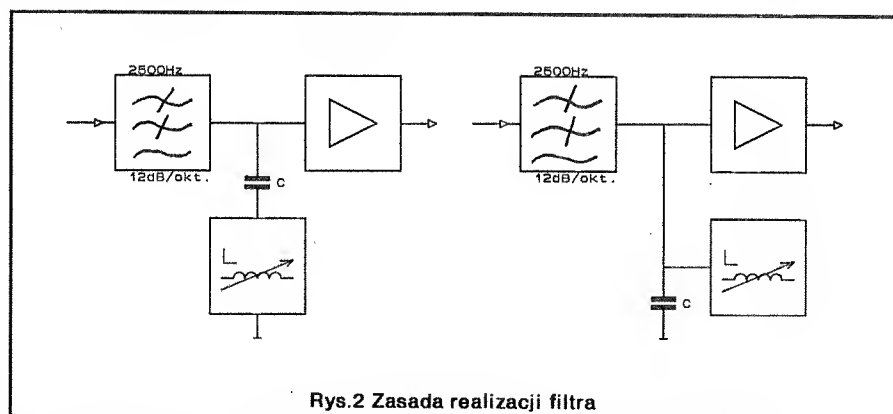 2500Hz
12dB/okt.
C
L
2500Hz
12dB/okt.
L
C
Rys.2 Zasada realizacji filtra